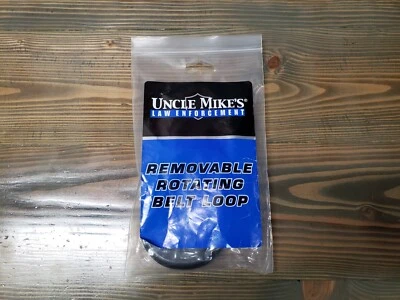 UNCLE MIKE'S®
LAW ENFORCEMENT
REMOVABLE
ROTATING
BELT LOOP